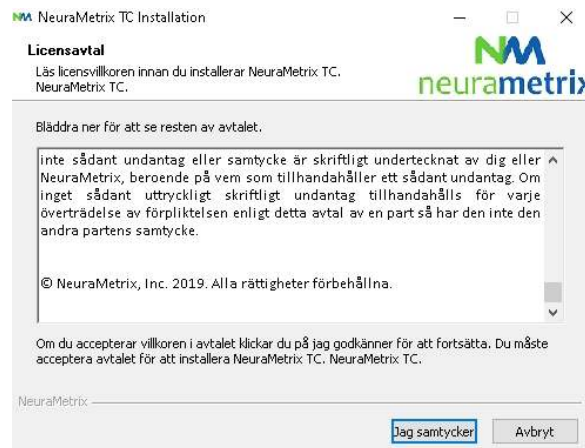 NM NeuraMetrix TC Installation
Licensavtal
Läs licensvillkoren innan du installerar NeuraMetrix TC.
NeuraMetrix TC.
NM
neurametrix
Bläddra ner för att se resten av avtalet.
inte sådant undantag eller samtycke är skriftligt undertecknat av dig eller
NeuraMetrix, beroende på vem som tillhandahåller ett sådant undantag. Om
inget sådant uttryckligt skriftligt undantag tillhandahålls för varje
överträdelse av förpliktelsen enligt detta avtal av en part så har den inte den
andra partens samtycke.
© NeuraMetrix, Inc. 2019. Alla rättigheter förbehållna.
Om du accepterar villkoren i avtalet klickar du på jag godkänner för att fortsätta. Du måste
acceptera avtalet för att installera NeuraMetrix TC. NeuraMetrix TC.
NeuraMetrix
Jag samtycker Avbryt